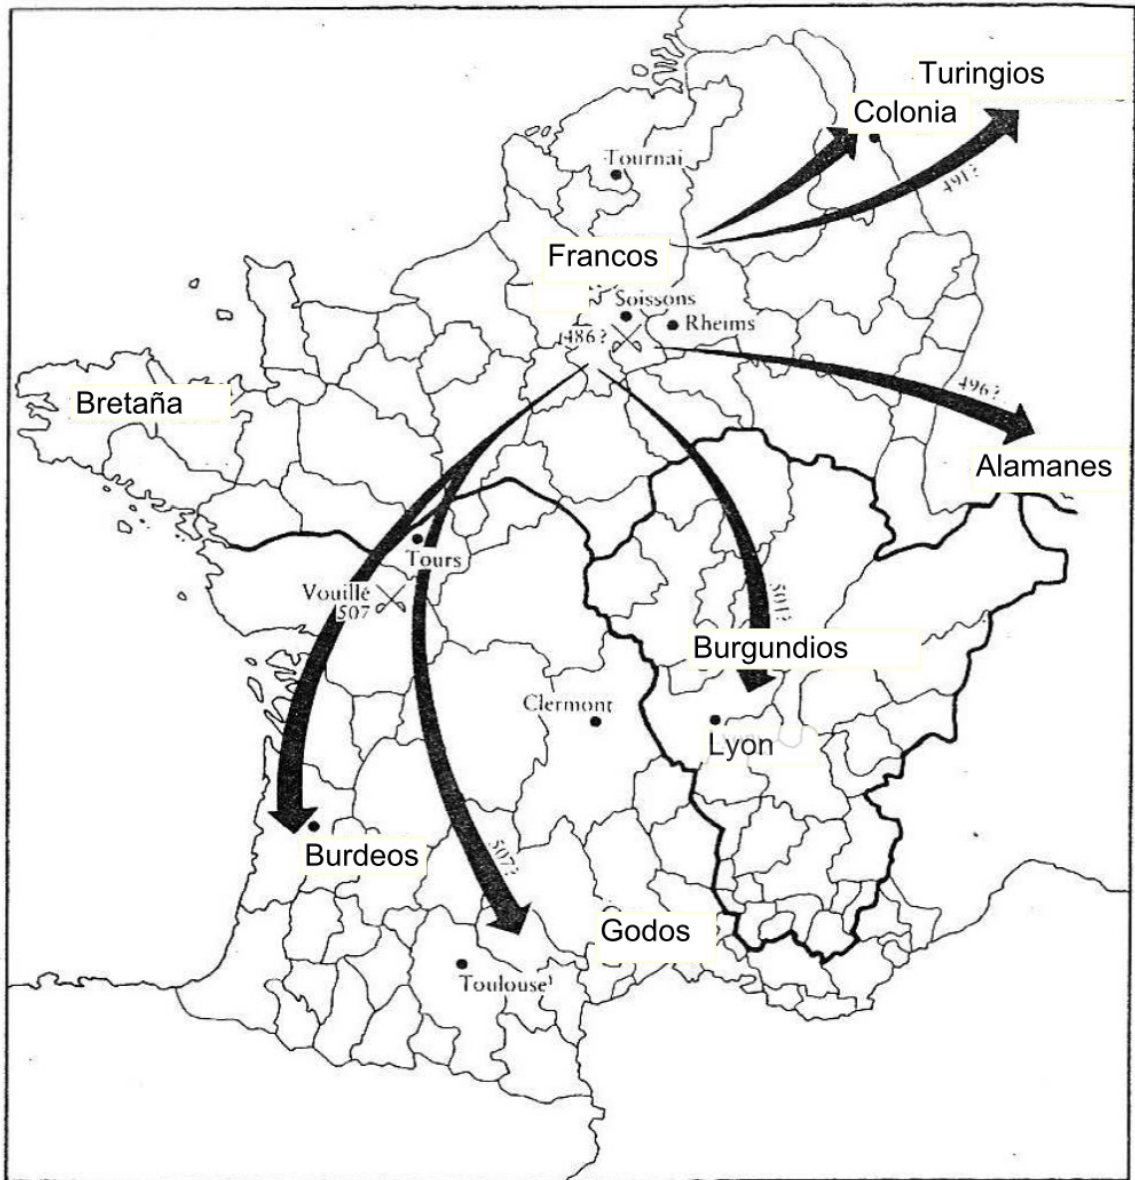 Turingios
Colonia
491?
Tournai
Francos
Soissons
486?
Rheims
496?
Bretaña
Alamanes
Tours
Vouillé
507
501?
Burgundios
Clermont
Lyon
Burdeos
507?
Godos
Toulouse